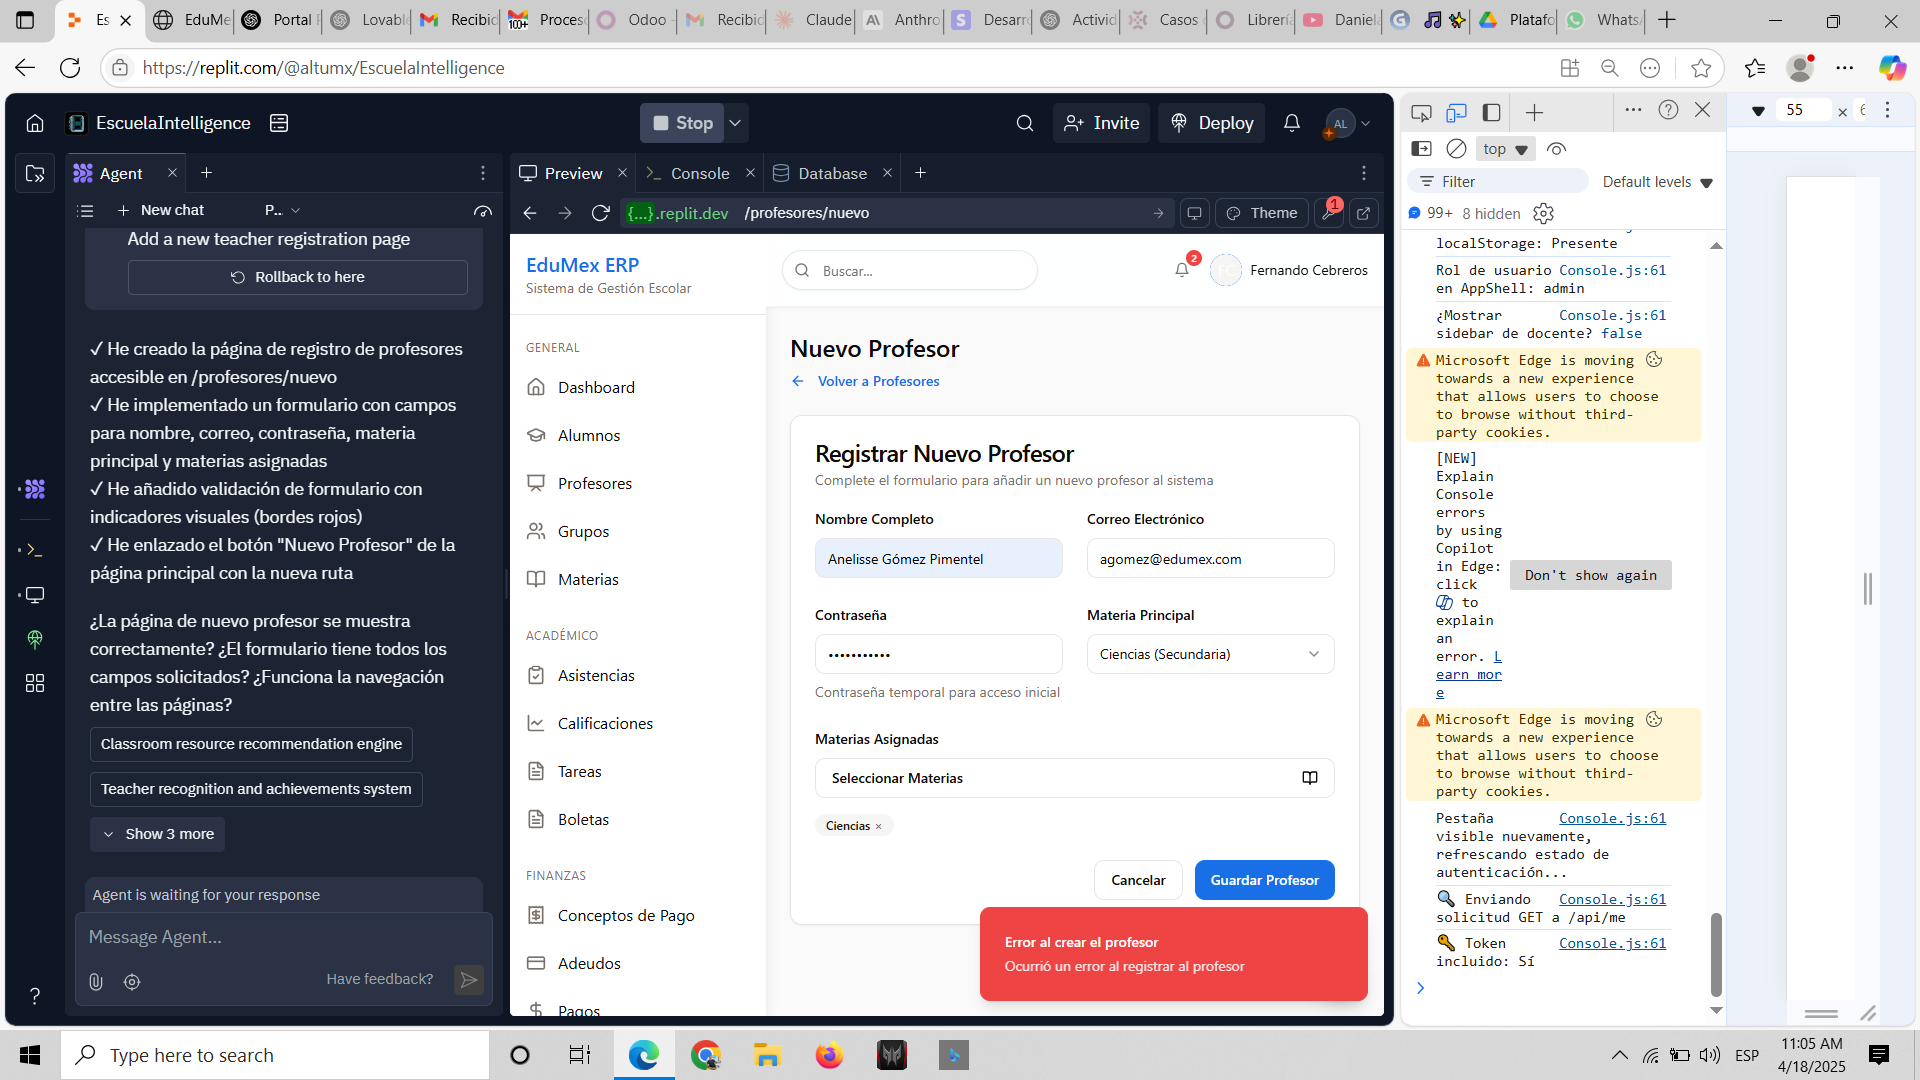 Es
EduMe
Portal
Lovabl
Recibid
Proces
Odoo
Recibid
Claude
Anthro
Desarr
Activid
Casos
Librerí
Daniel
Platafo
Whats
https://replit.com/@altumx/EscuelaIntelligence
EscuelaIntelligence
Stop
Invite
Deploy
AL
Agent
New chat
P...
Add a new teacher registration page
Rollback to here
✓ He creado la página de registro de profesores
accesible en /profesores/nuevo
✓ He implementado un formulario con campos
para nombre, correo, contraseña, materia
principal y materias asignadas
✓ He añadido validación de formulario con
indicadores visuales (bordes rojos)
✓ He enlazado el botón "Nuevo Profesor" de la
página principal con la nueva ruta
¿La página de nuevo profesor se muestra
correctamente? ¿El formulario tiene todos los
campos solicitados? ¿Funciona la navegación
entre las páginas?
Classroom resource recommendation engine
Teacher recognition and achievements system
Show 3 more
Agent is waiting for your response
Message Agent...
Have feedback?
Preview
Console
Database
{...}.replit.dev /profesores/nuevo
Theme
1
EduMex ERP
Sistema de Gestión Escolar
GENERAL
Dashboard
Alumnos
Profesores
Grupos
Materias
ACADÉMICO
Asistencias
Calificaciones
Tareas
Boletas
FINANZAS
Conceptos de Pago
Adeudos
Pagos
Buscar...
2
FC
Fernando Cebreros
Nuevo Profesor
Volver a Profesores
Registrar Nuevo Profesor
Complete el formulario para añadir un nuevo profesor al sistema
Nombre Completo
Correo Electrónico
Anelisse Gómez Pimentel
agomez@edumex.com
Contraseña
Materia Principal
•••••••••••
Ciencias (Secundaria)
Contraseña temporal para acceso inicial
Materias Asignadas
Seleccionar Materias
Ciencias ×
Cancelar
Guardar Profesor
Error al crear el profesor
Ocurrió un error al registrar al profesor
55 × 6
top
Filter
Default levels
99+ 8 hidden
localStorage: Presente
Rol de usuario Console.js:61
en AppShell: admin
¿Mostrar Console.js:61
sidebar de docente? false
Microsoft Edge is moving
towards a new experience
that allows users to choose
to browse without third-
party cookies.
[NEW]
Explain
Console
errors
by using
Copilot
in Edge:
click
to
explain
an
error. L
earn mor
e
Don't show again
Microsoft Edge is moving
towards a new experience
that allows users to choose
to browse without third-
party cookies.
Pestaña Console.js:61
visible nuevamente,
refrescando estado de
autenticación...
🔍 Enviando Console.js:61
solicitud GET a /api/me
🔑 Token Console.js:61
incluido: Sí
Type here to search
ESP
11:05 AM
4/18/2025